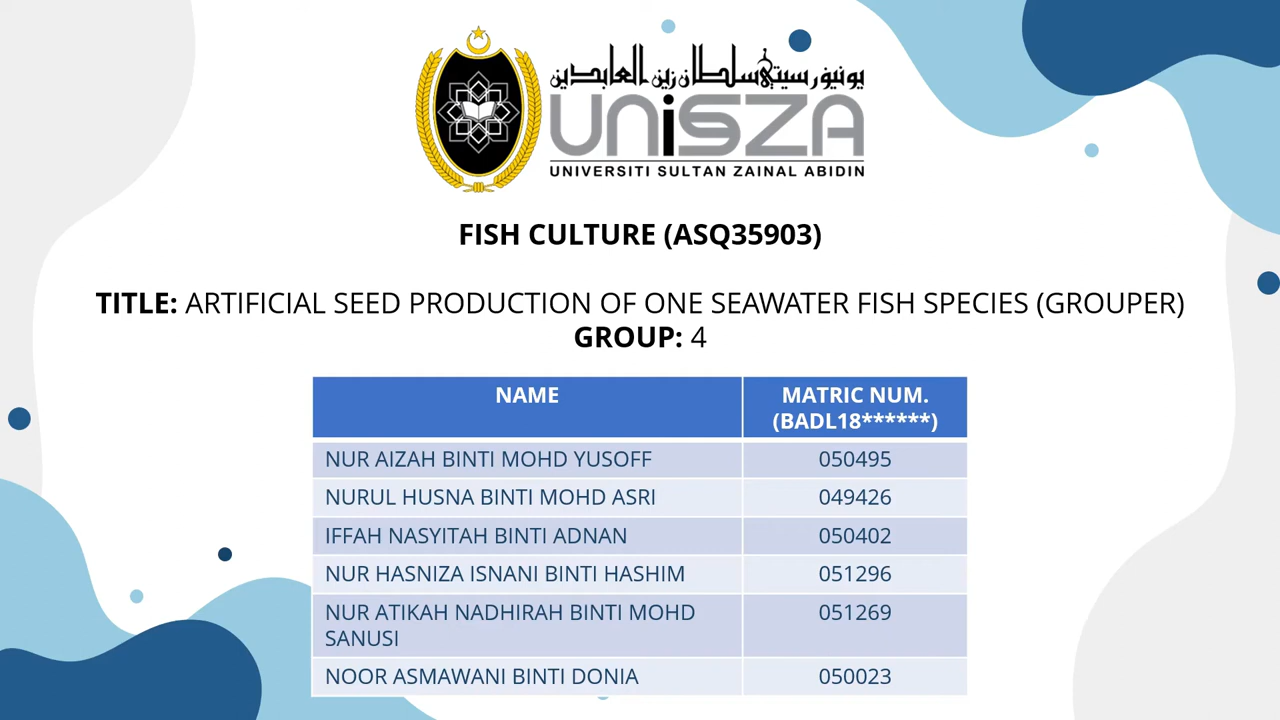 يونيورسيتي سلطان زين العابدين
UNiSZA
UNIVERSITI SULTAN ZAINAL ABIDIN
FISH CULTURE (ASQ35903)
TITLE: ARTIFICIAL SEED PRODUCTION OF ONE SEAWATER FISH SPECIES (GROUPER)
GROUP: 4
NAME MATRIC NUM.
(BADL18******)
NUR AIZAH BINTI MOHD YUSOFF 050495
NURUL HUSNA BINTI MOHD ASRI 049426
IFFAH NASYITAH BINTI ADNAN 050402
NUR HASNIZA ISNANI BINTI HASHIM 051296
NUR ATIKAH NADHIRAH BINTI MOHD 051269
SANUSI
NOOR ASMAWANI BINTI DONIA 050023